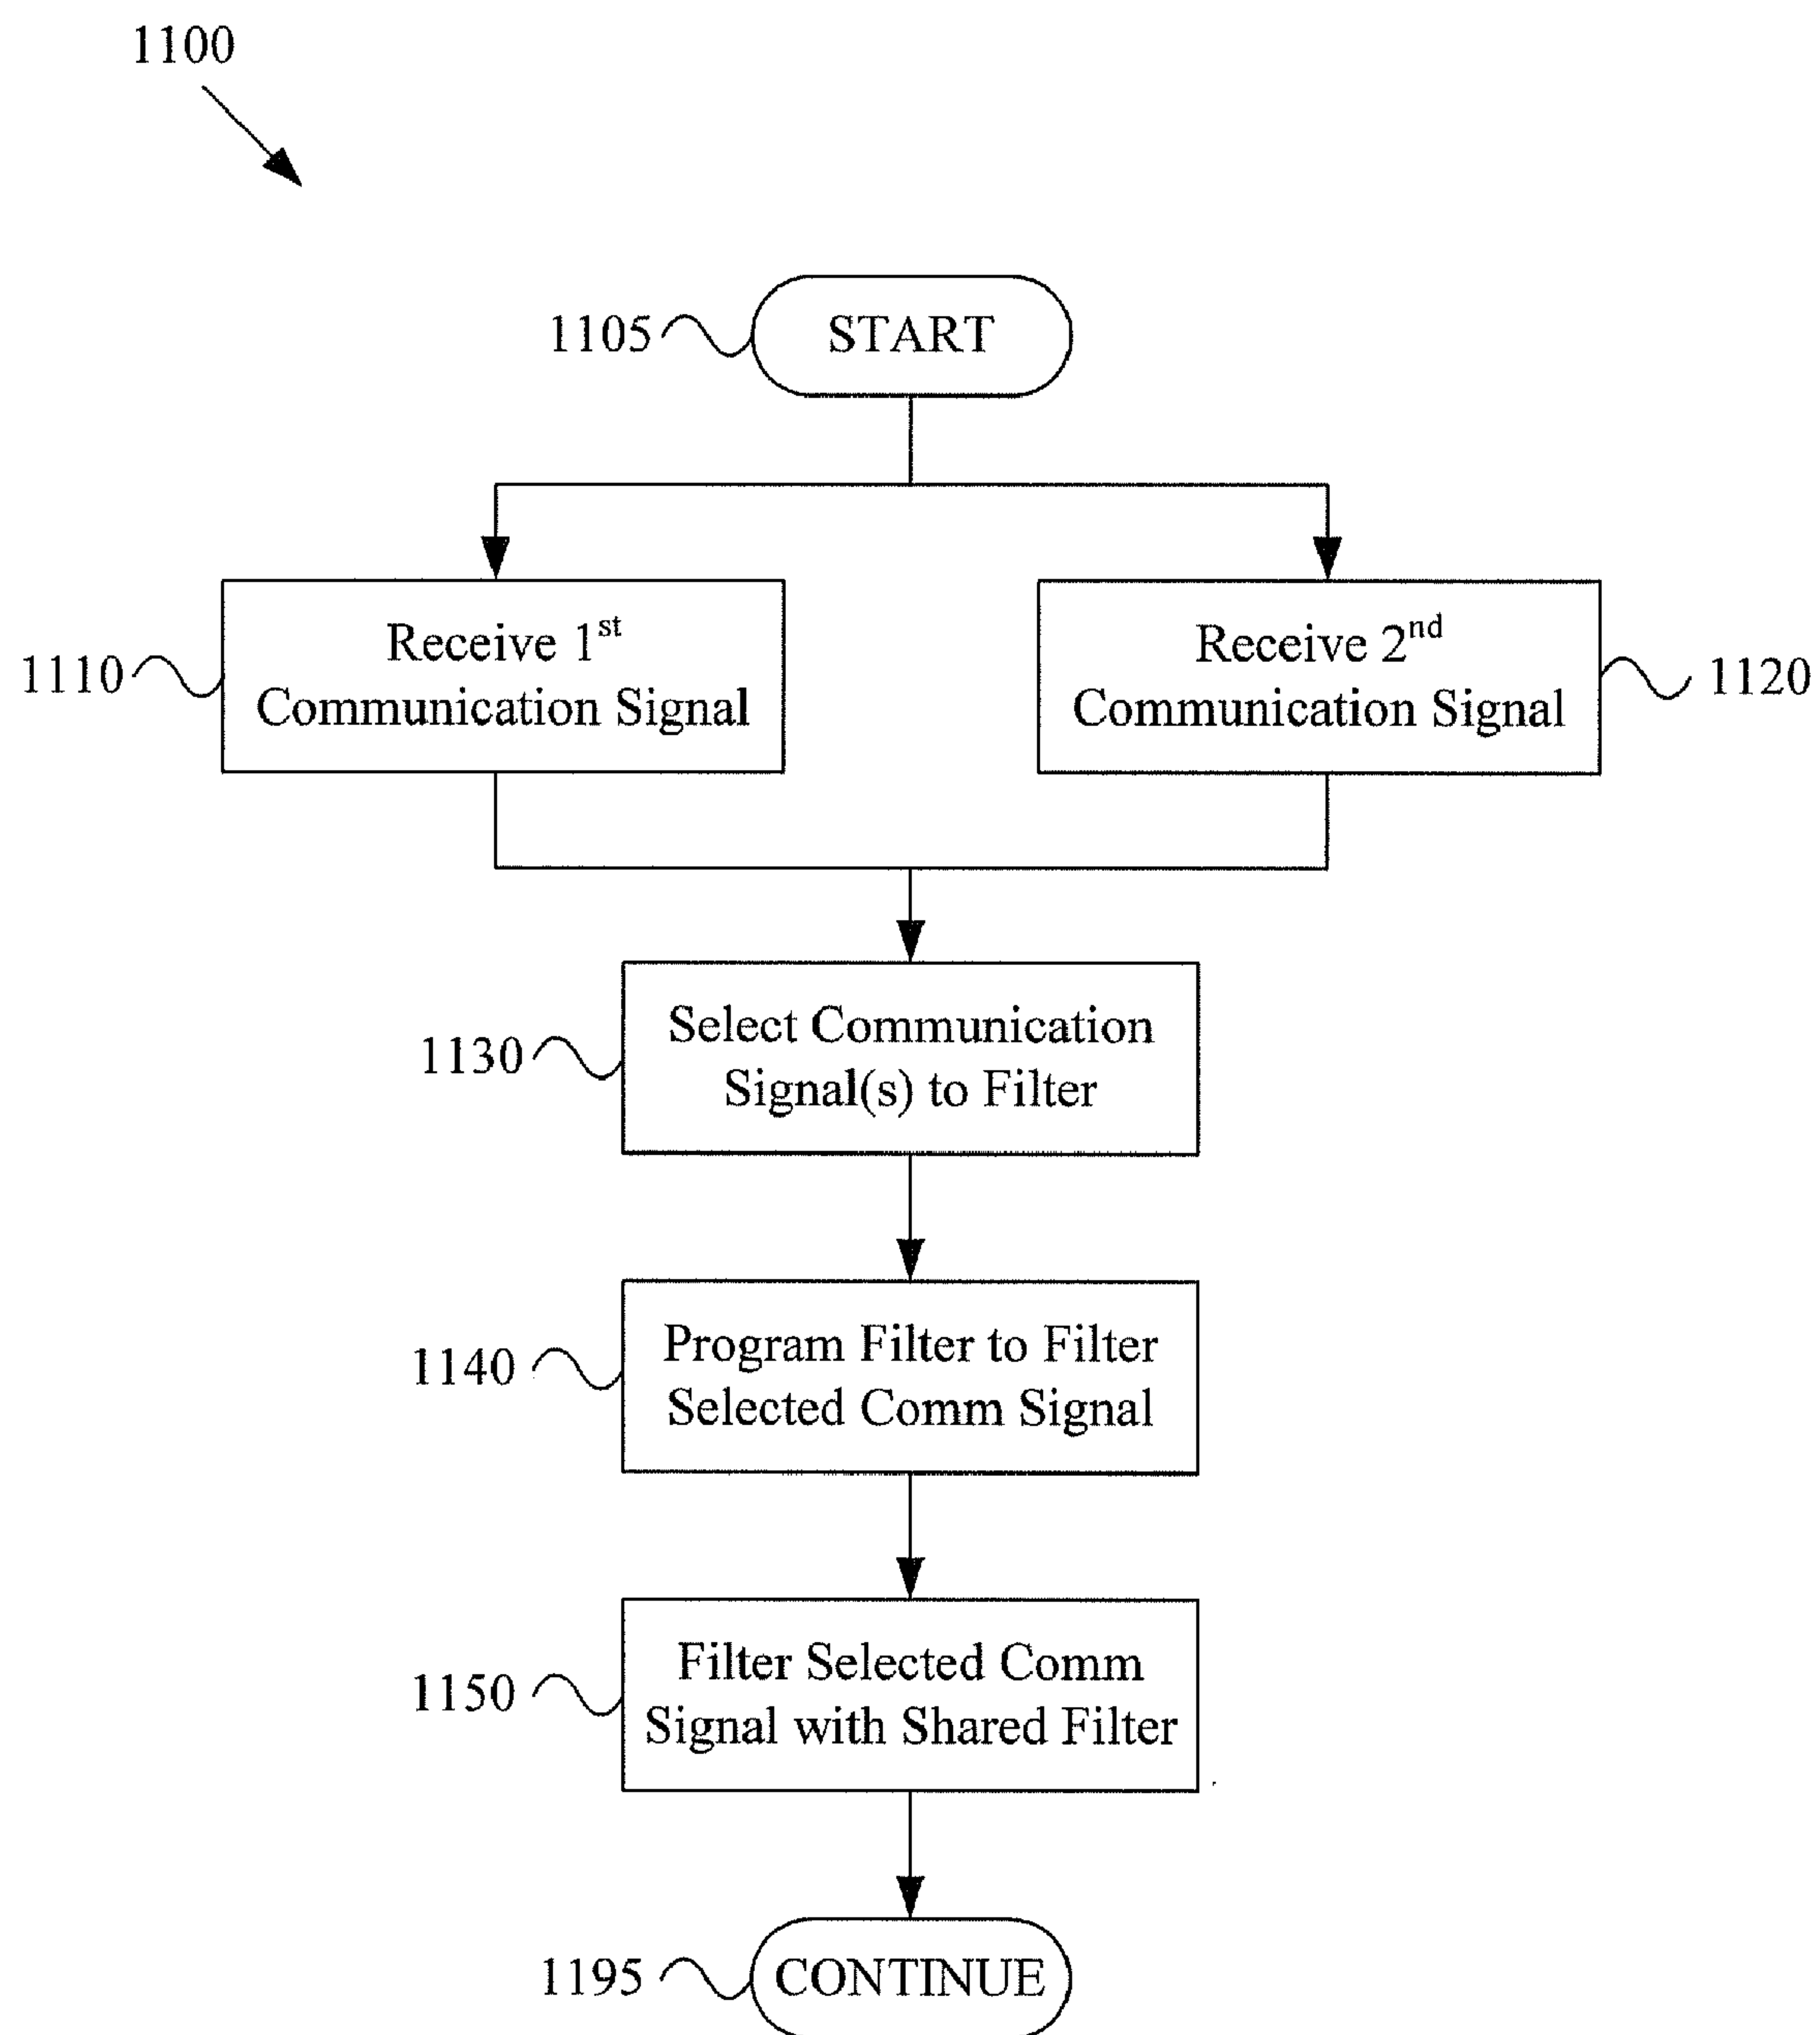 1100
1105
START
Receive 1st
Communication Signal
1110
Receive 2nd
Communication Signal
1120
1130
Select Communication
Signal(s) to Filter
1140
Program Filter to Filter
Selected Comm Signal
1150
Filter Selected Comm
Signal with Shared Filter
1195
CONTINUE